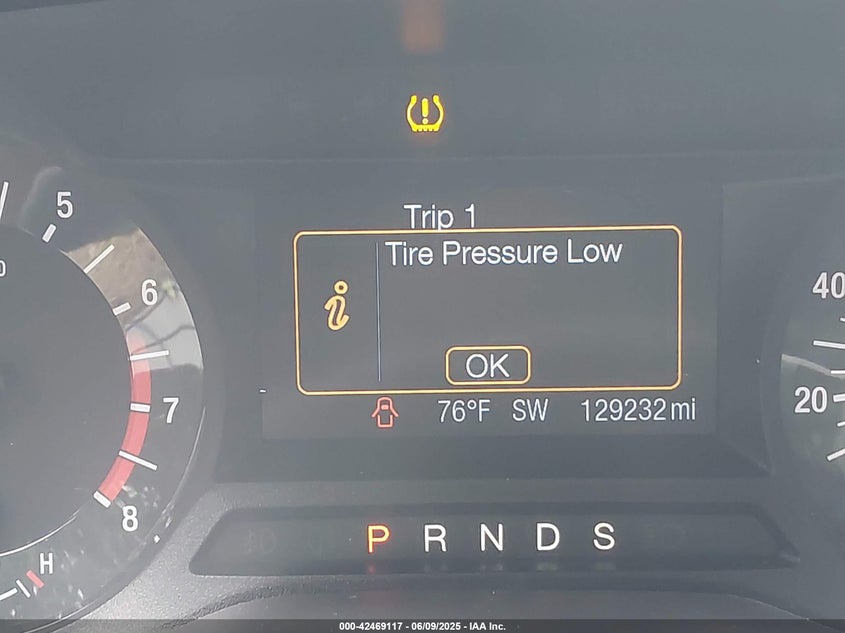 5
6
7
8
H
Trip 1
Tire Pressure Low
OK
76°F SW 129232 mi
40
20
P R N D S
000-42469117 - 06/09/2025 - IAA Inc.